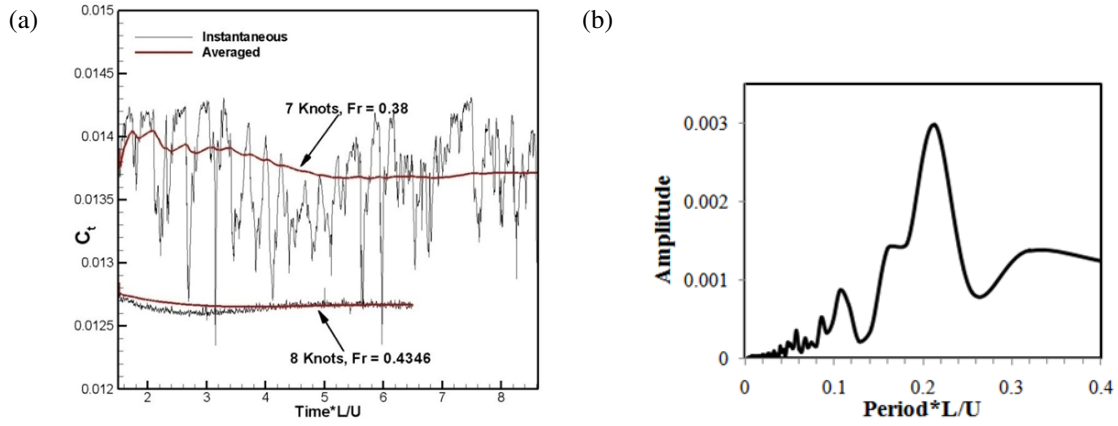 (a)
0.015
0.0145
0.014
0.0135
0.013
0.0125
0.012
Ct
Instantaneous
Averaged
7 Knots, Fr = 0.38
8 Knots, Fr = 0.4346
2 3 4 5 6 7 8
Time*L/U
(b)
0.003
0.002
0.001
0
Amplitude
0 0.1 0.2 0.3 0.4
Period*L/U